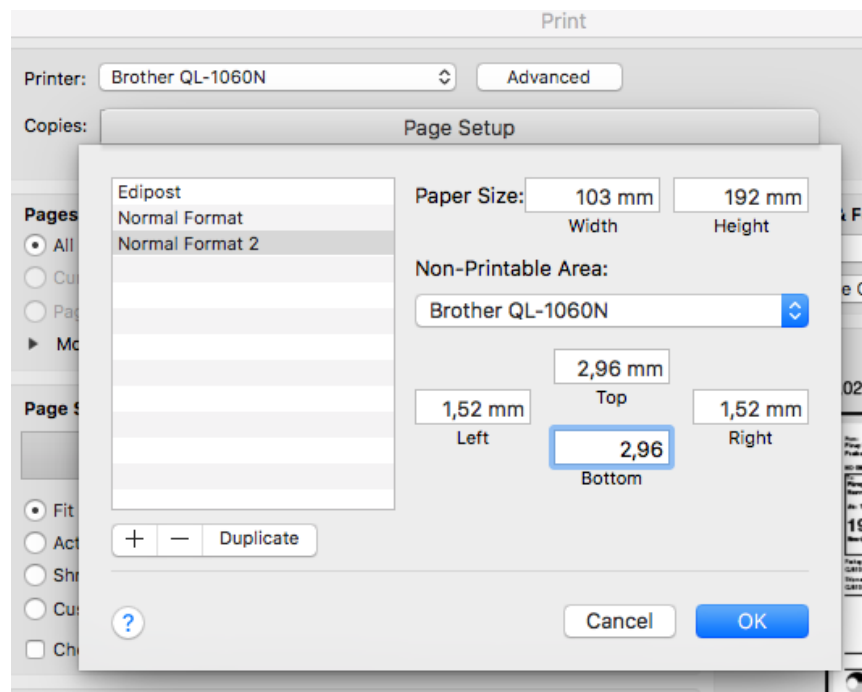 Print
Printer: Brother QL-1060N Advanced
Copies:
Page Setup
Edipost
Normal Format
Normal Format 2
Paper Size: 103 mm 192 mm
Width Height
Non-Printable Area:
Brother QL-1060N
2,96 mm
Top
1,52 mm 1,52 mm
Left Right
2,96
Bottom
+ − Duplicate
? Cancel OK
Pages
All
Fit